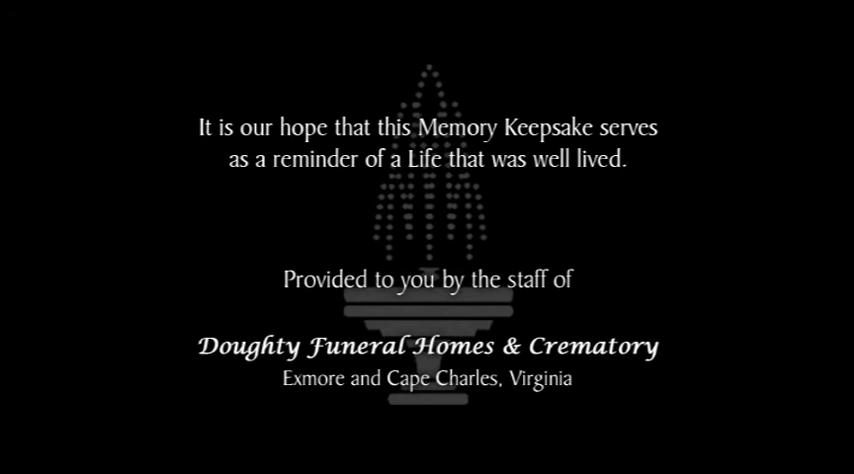 It is our hope that this Memory Keepsake serves
as a reminder of a Life that was well lived.
Provided to you by the staff of
Doughty Funeral Homes & Crematory
Exmore and Cape Charles, Virginia